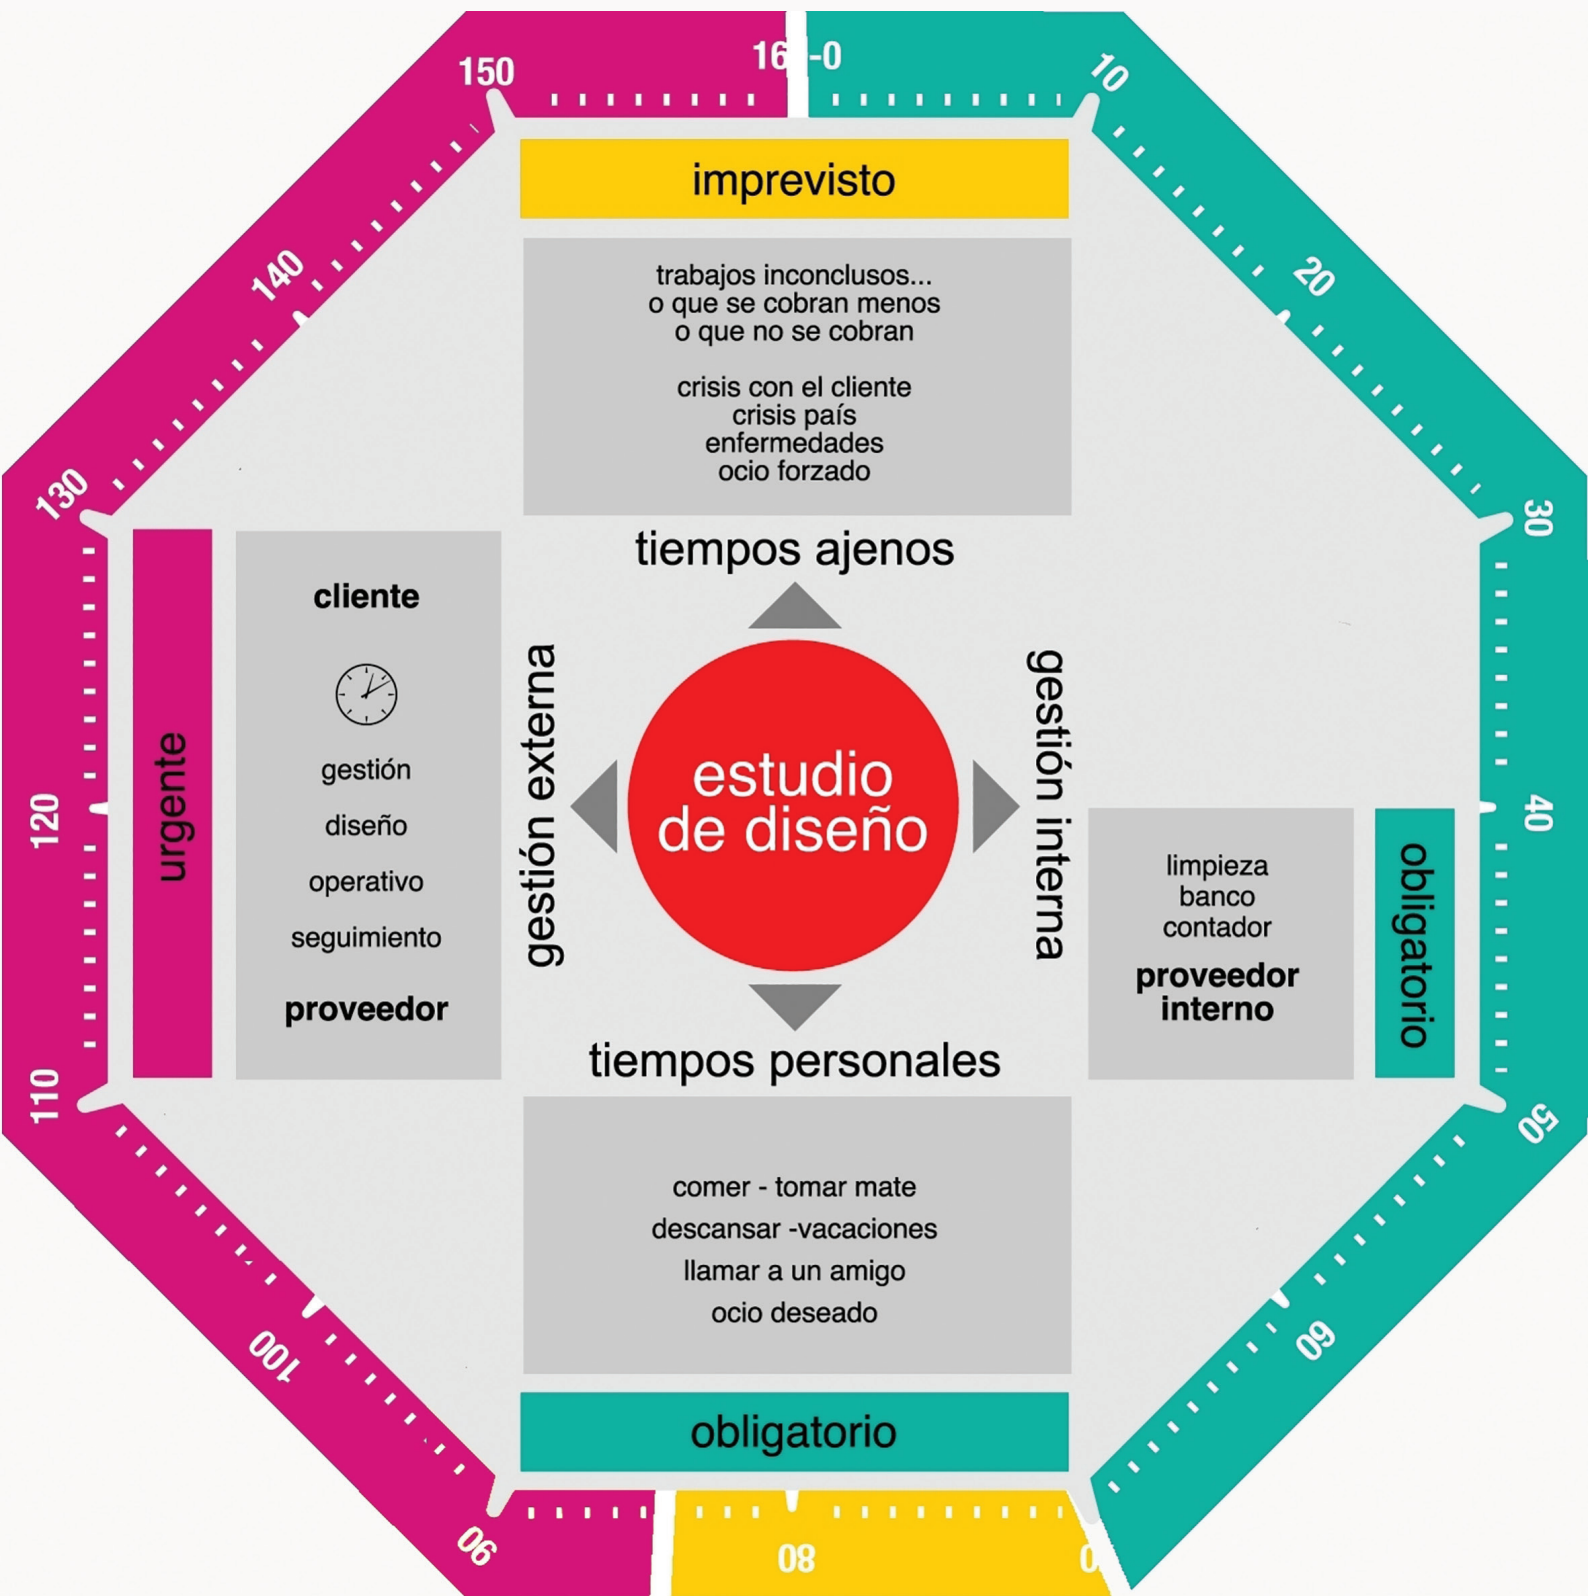 150
16
-0
10
imprevisto
trabajos inconclusos...
o que se cobran menos
o que no se cobran
crisis con el cliente
crisis país
enfermedades
ocio forzado
140
20
130
30
tiempos ajenos
urgente
cliente
gestión
diseño
operativo
seguimiento
proveedor
gestión externa
estudio
de diseño
gestión interna
limpieza
banco
contador
proveedor
interno
obligatorio
120
40
110
50
tiempos personales
comer - tomar mate
descansar -vacaciones
llamar a un amigo
ocio deseado
obligatorio
100
60
90
80
0